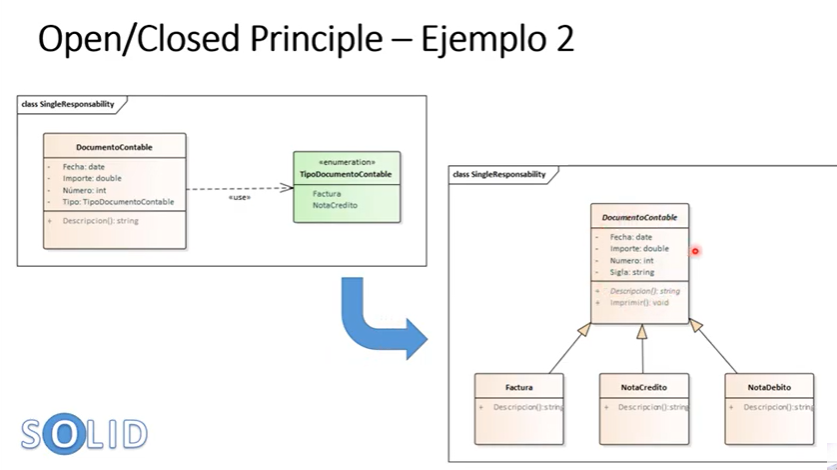 Open/Closed Principle – Ejemplo 2
class SingleResponsability
DocumentoContable
- Fecha: date
- Importe: double
- Número: int
- Tipo: TipoDocumentoContable
+ Descripcion(): string
«use»
«enumeration»
TipoDocumentoContable
Factura
NotaCredito
class SingleResponsability
DocumentoContable
- Fecha: date
- Importe: double
- Numero: int
- Sigla: string
+ Descripcion(): string
+ Imprimir(): void
Factura
+ Descripcion():string
NotaCredito
+ Descripcion():string
NotaDebito
+ Descripcion():string
SOLID